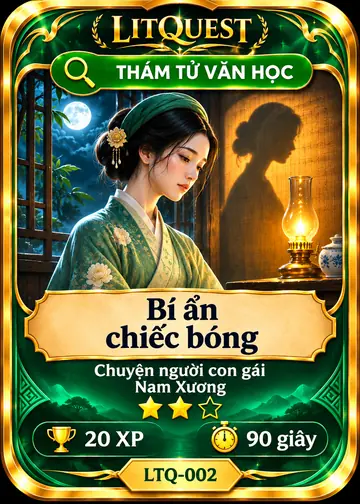 LITQUEST
THÁM TỬ VĂN HỌC
Bí ẩn
chiếc bóng
Chuyện người con gái
Nam Xương
20 XP
90 giây
LTQ-002